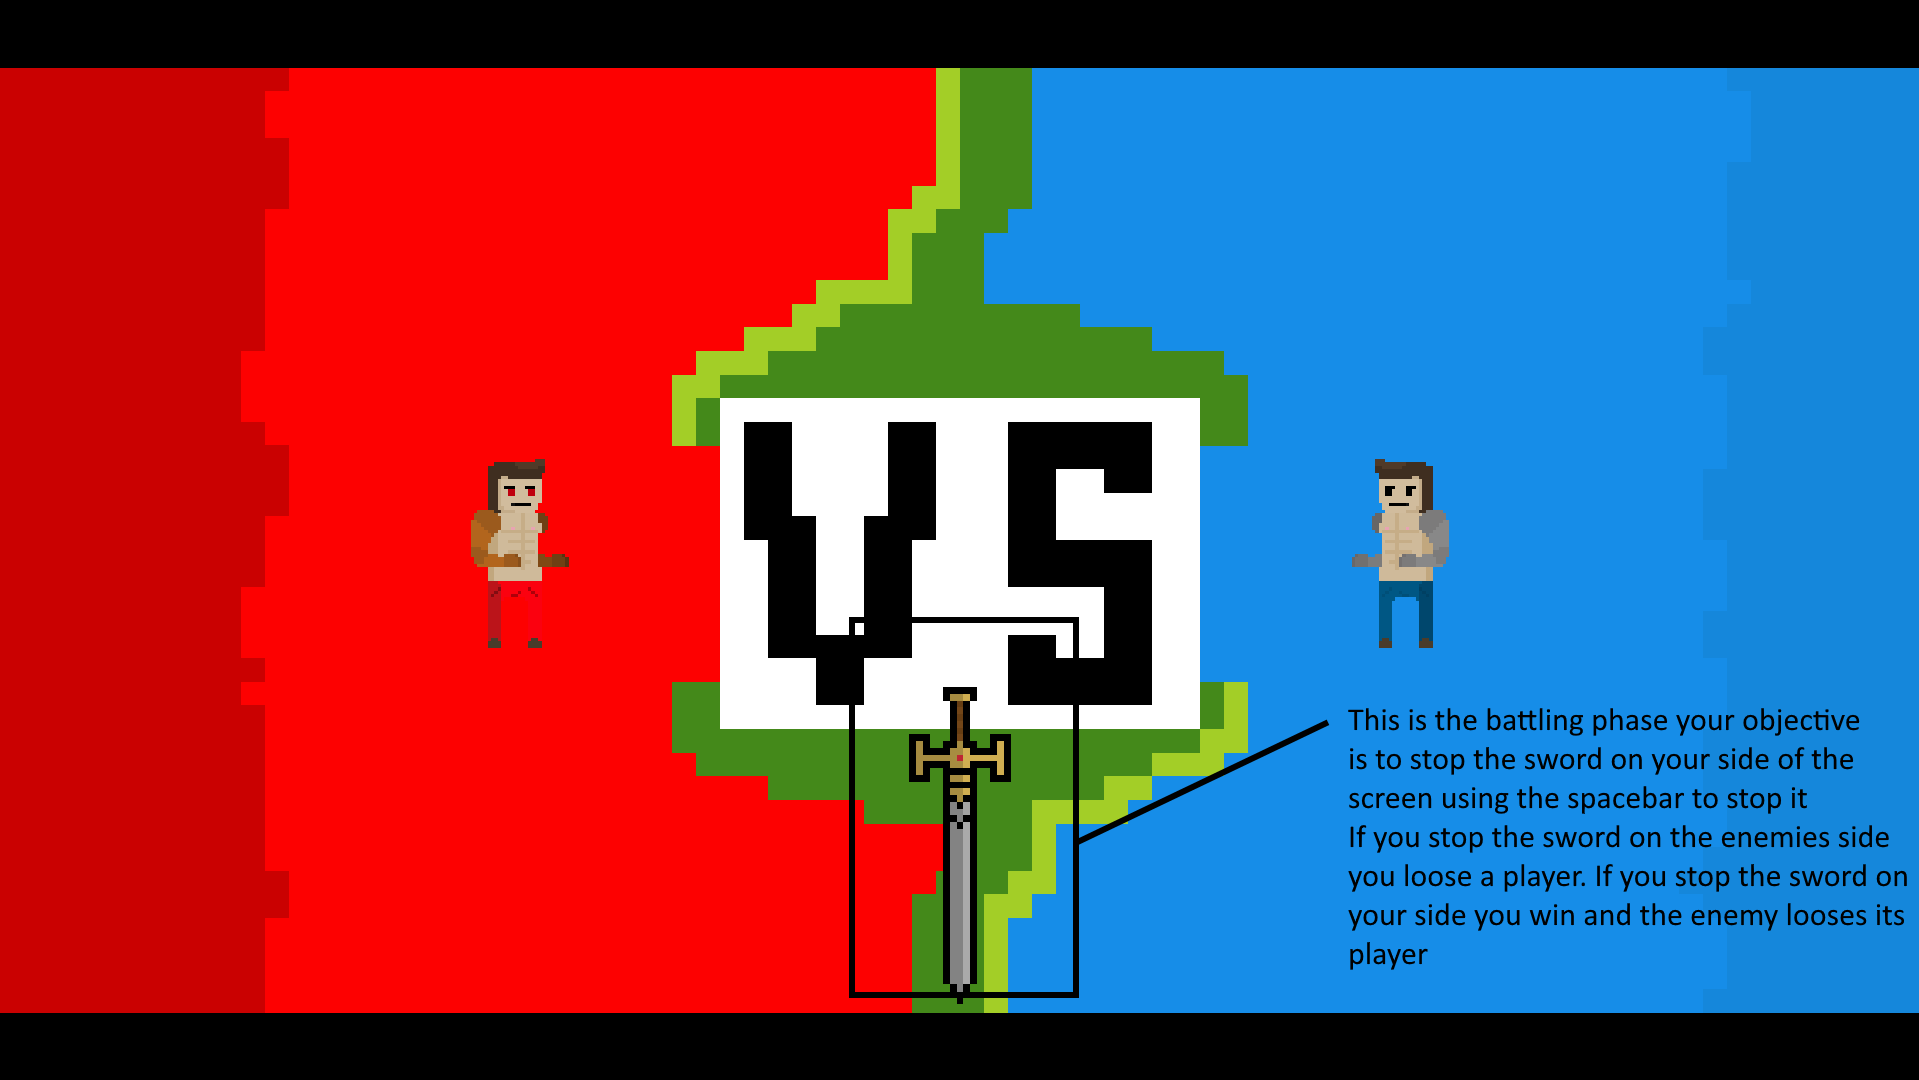 VS
This is the battling phase your objective
is to stop the sword on your side of the
screen using the spacebar to stop it
If you stop the sword on the enemies side
you loose a player. If you stop the sword on
your side you win and the enemy looses its
player